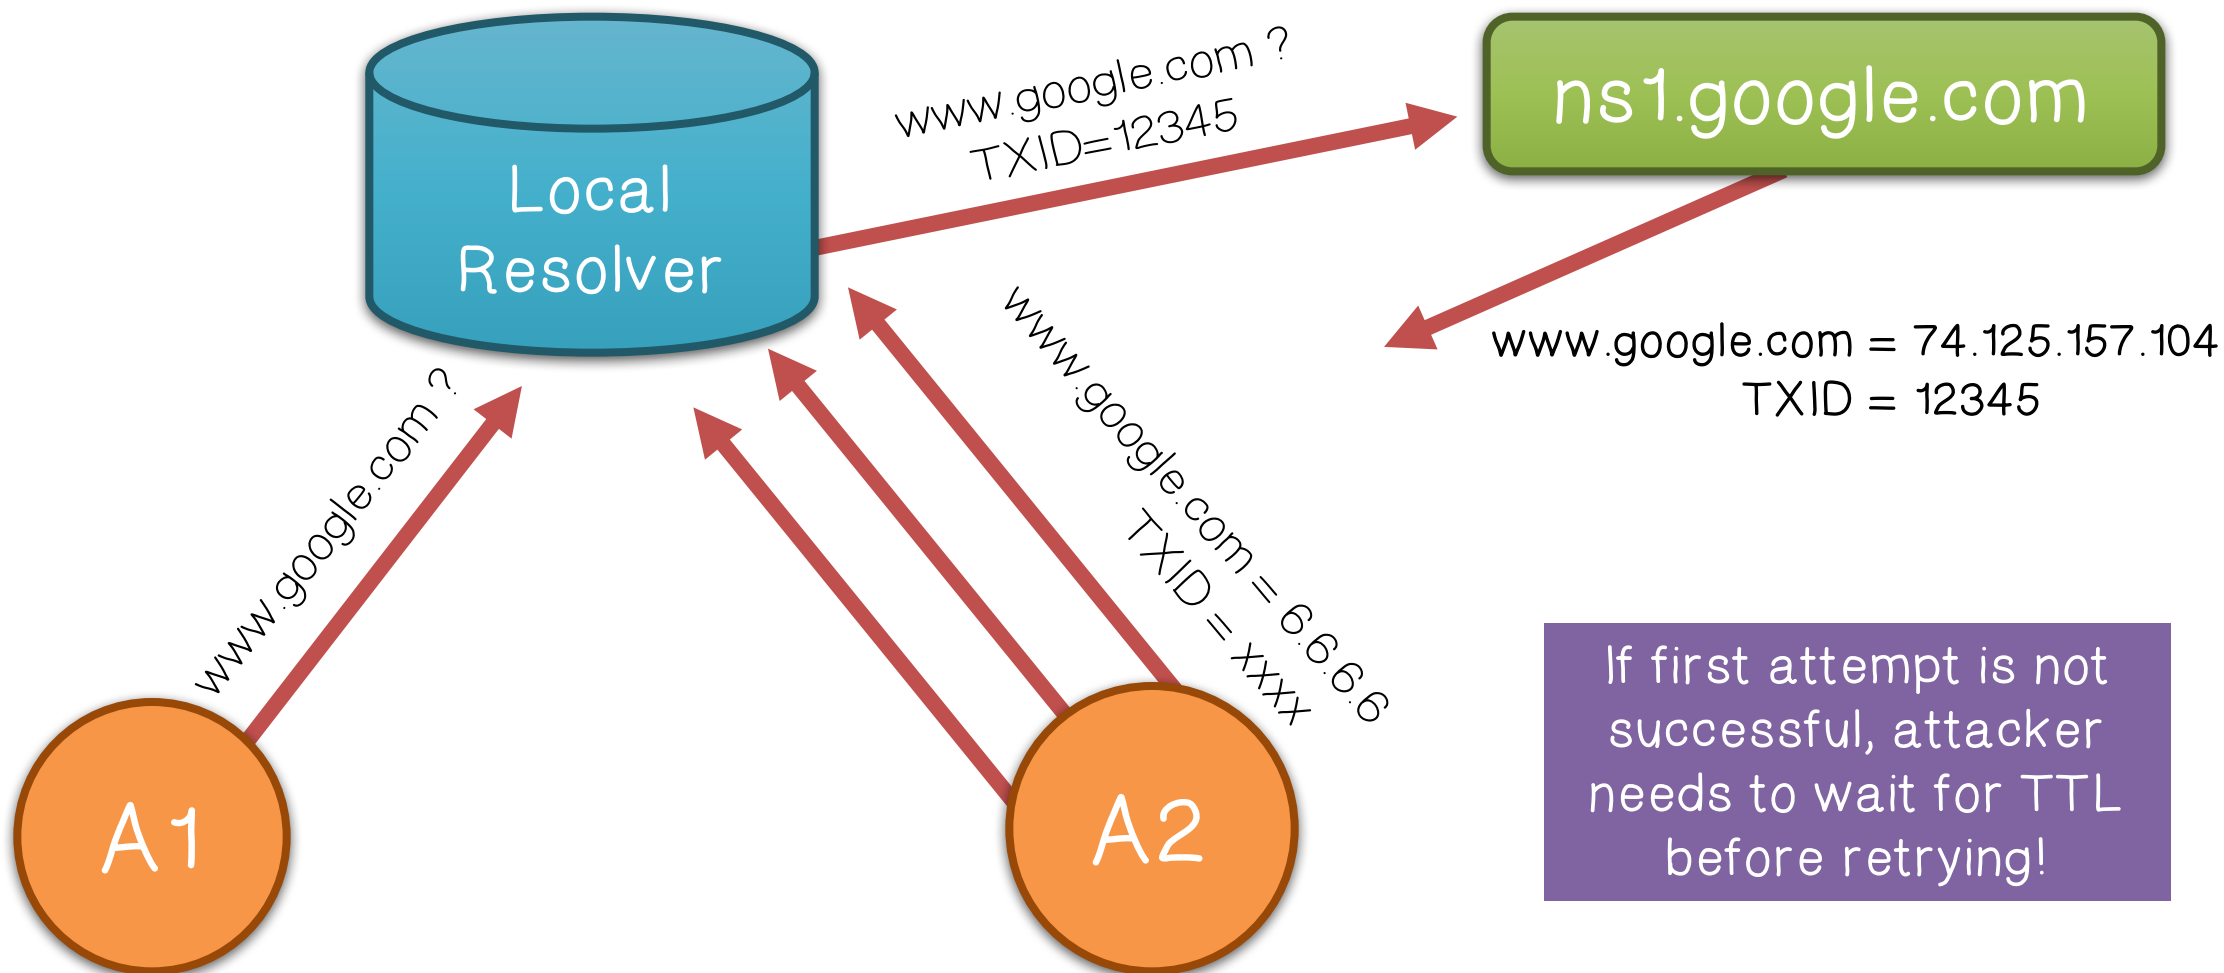 Local
Resolver
www.google.com ?
TXID=12345
ns1.google.com
www.google.com = 74.125.157.104
TXID = 12345
www.google.com ?
www.google.com = 6.6.6.6
TXID = xxxx
A1
A2
If first attempt is not
successful, attacker
needs to wait for TTL
before retrying!